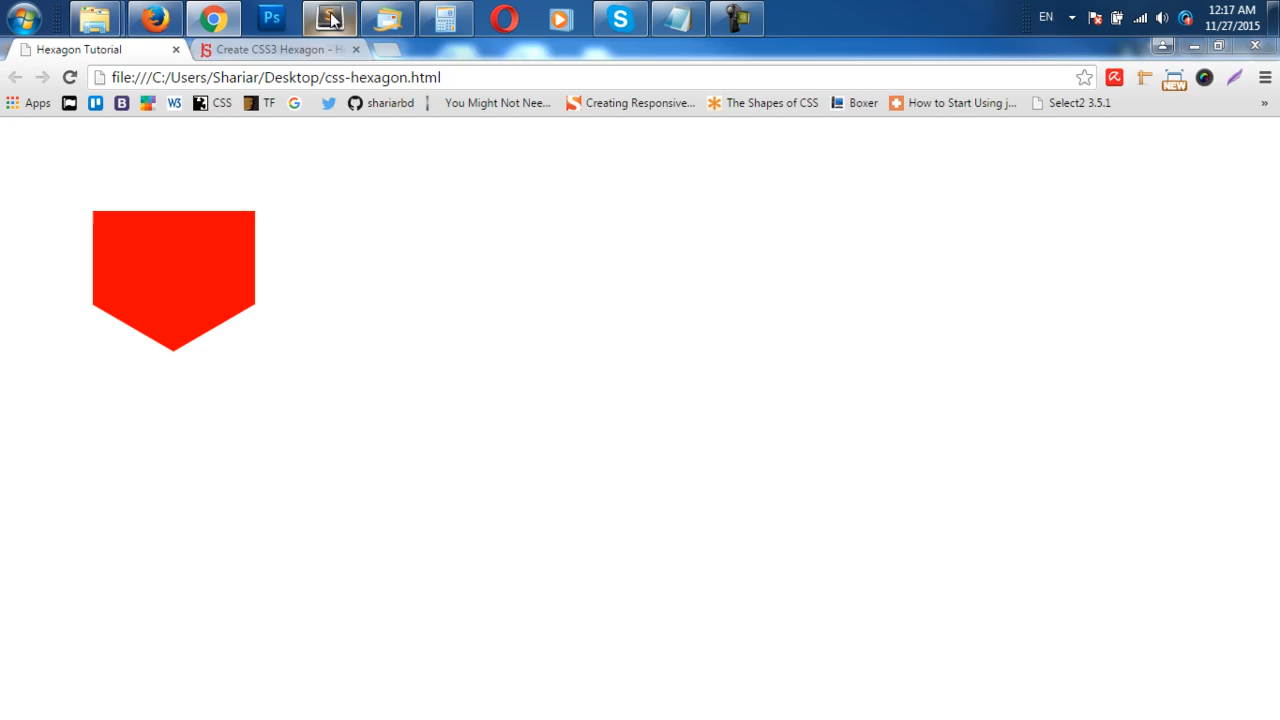 EN
12:17 AM
11/27/2015
Ps
S
Hexagon Tutorial
Create CSS3 Hexagon - H
file:///C:/Users/Shariar/Desktop/css-hexagon.html
NEW
Apps
B
W3
CSS
TF
G
shariarbd
You Might Not Nee...
Creating Responsive...
The Shapes of CSS
Boxer
How to Start Using j...
Select2 3.5.1
»